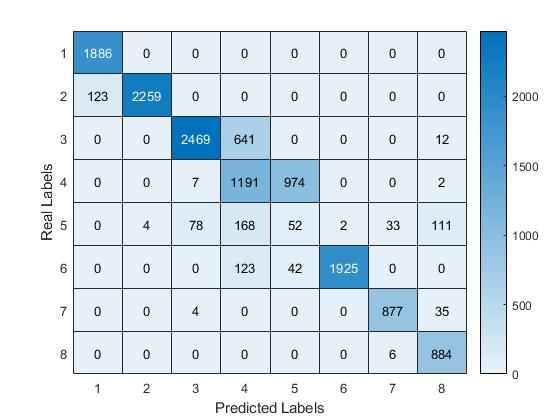 1 1886 0 0 0 0 0 0 0
2 123 2259 0 0 0 0 0 0
3 0 0 2469 641 0 0 0 12
4 0 0 7 1191 974 0 0 2
5 0 4 78 168 52 2 33 111
6 0 0 0 123 42 1925 0 0
7 0 0 4 0 0 0 877 35
8 0 0 0 0 0 0 6 884
1 2 3 4 5 6 7 8
Real Labels
Predicted Labels
2000
1500
1000
500
0